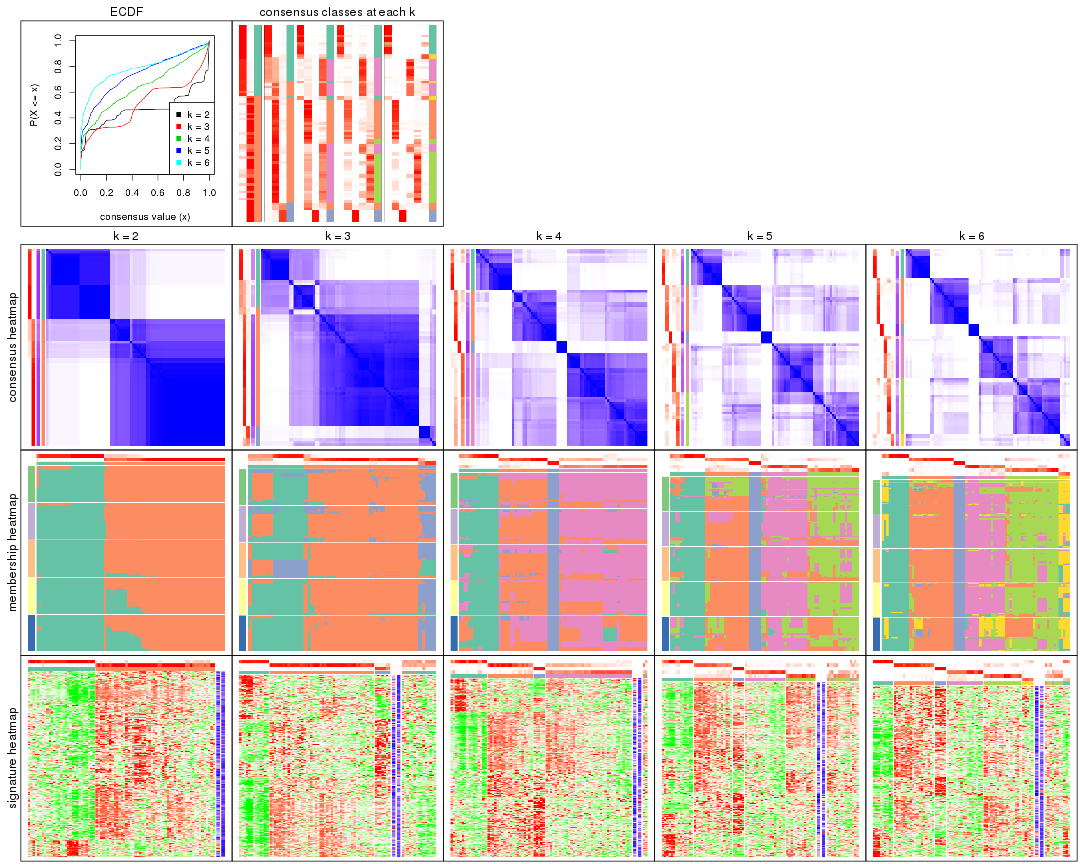 ECDF
consensus classes at each k
P(X <= x)
0.0 0.2 0.4 0.6 0.8 1.0
k = 2
k = 3
k = 4
k = 5
k = 6
0.0 0.2 0.4 0.6 0.8 1.0
consensus value (x)
k = 2 k = 3 k = 4 k = 5 k = 6
consensus heatmap
membership heatmap
signature heatmap